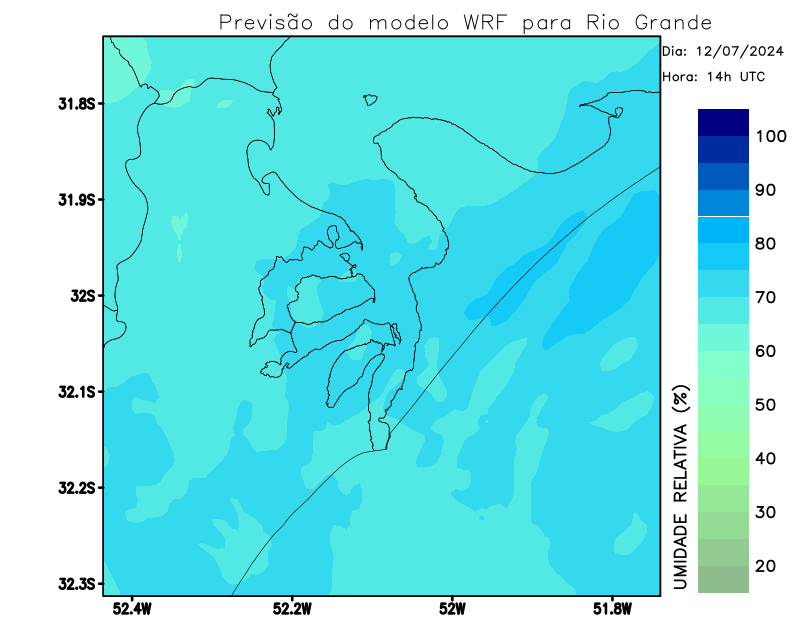 Previsão do modelo WRF para Rio Grande
Dia: 12/07/2024
Hora: 14h UTC
31.8S
31.9S
32S
32.1S
32.2S
32.3S
52.4W
52.2W
52W
51.8W
UMIDADE RELATIVA (%)
100
90
80
70
60
50
40
30
20